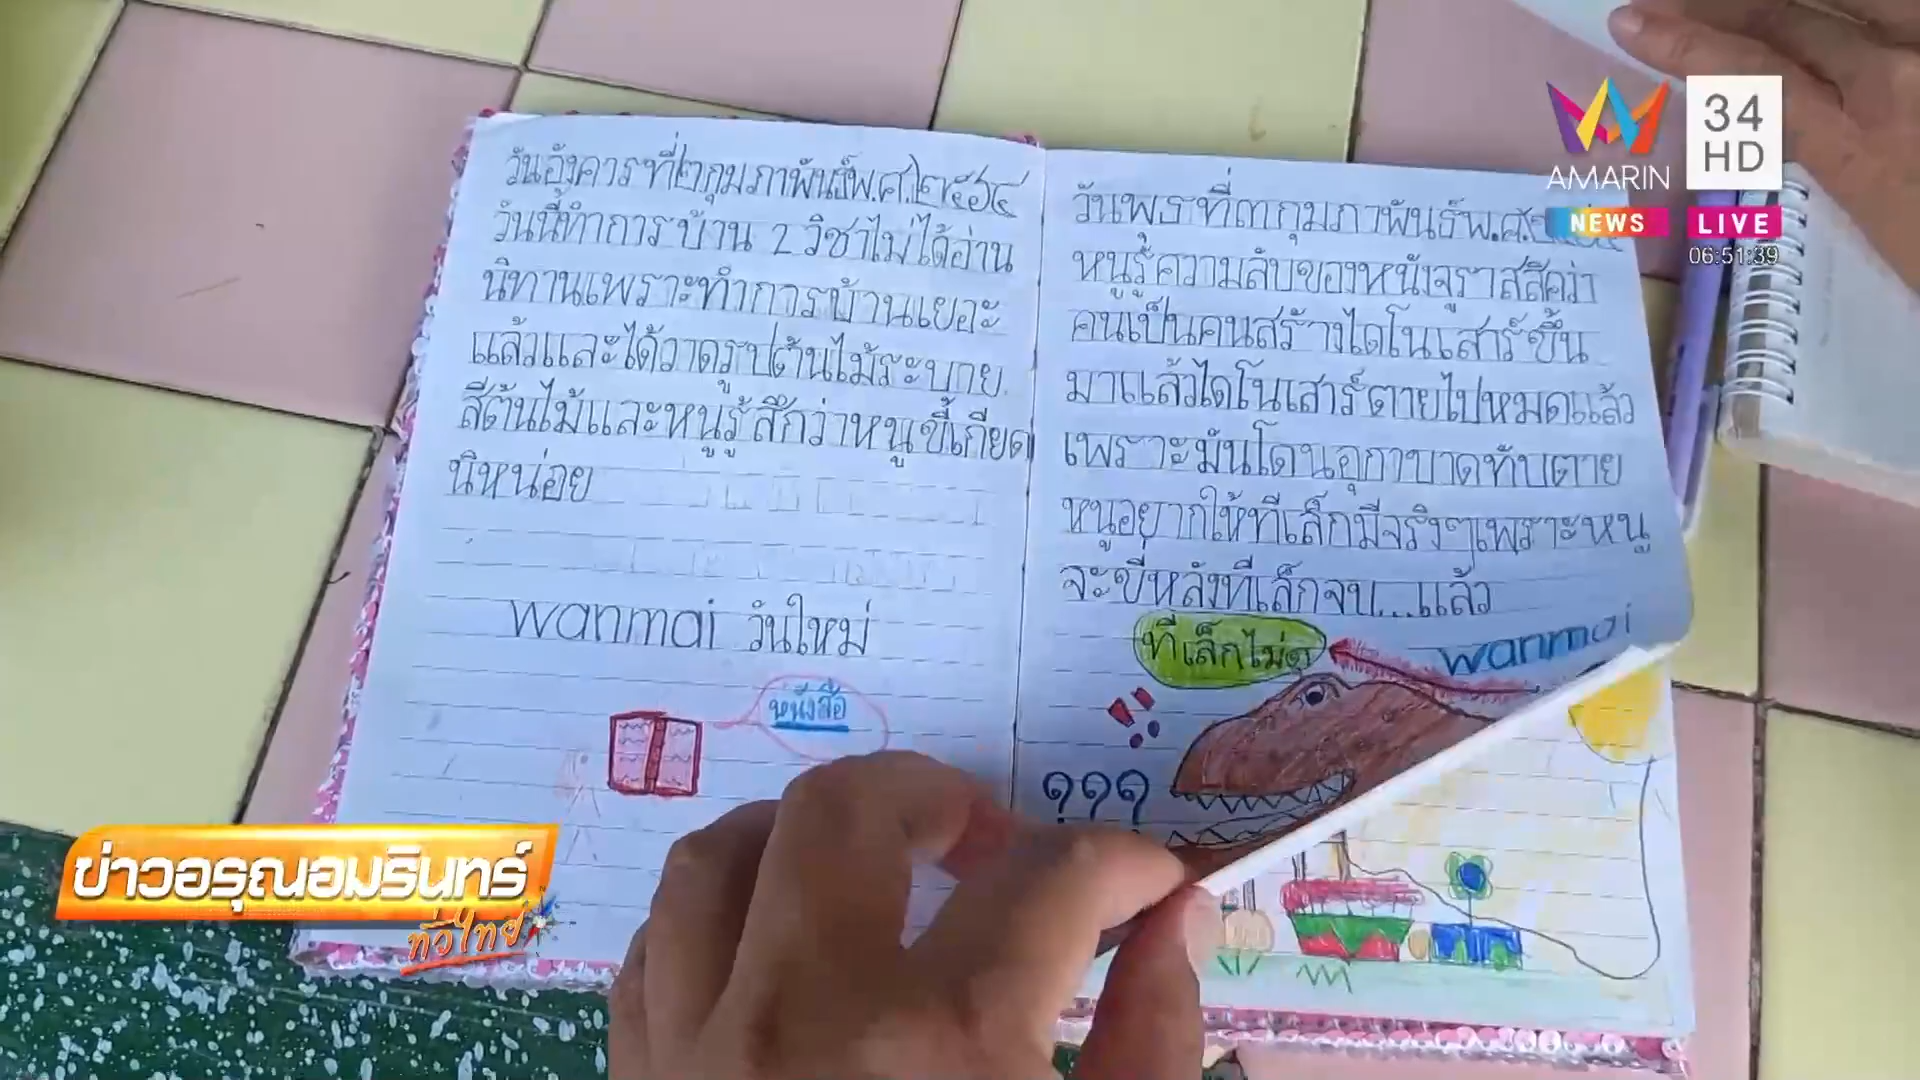 วันอังคารที่๒กุมภาพันธ์พ.ศ.๒๕๖๔
วันนี้ทำการบ้าน 2 วิชาไม่ได้อ่าน
นิทานเพราะทำการบ้านเยอะ
แล้วและได้วาดรูปต้นไม้ระบาย
สีต้นไม้และหนูรู้สึกว่าหนูขี้เกียด
นิหน่อย
wanmai วันใหม่
หนังสือ
วันพุธที่๓กุมภาพันธ์พ.ศ.
หนูรู้ความลับของหนังจูราสสิคว่า
คนเป็นคนสร้างไดโนเสาร์ขึ้น
มาแล้วไดโนเสาร์ตายไปหมดแล้ว
เพราะมันโดนอุกาบาดทับตาย
หนูอยากให้ทีเล็กมีจริงๆเพราะหนู
จะขี่หลังทีเล็กจบ...แล้ว
ทีเล็กไม่ดุ
wanmai
AMARIN
NEWS
34
HD
LIVE
06:51:39
ข่าวอรุณอมรินทร์
ทั่วไทย